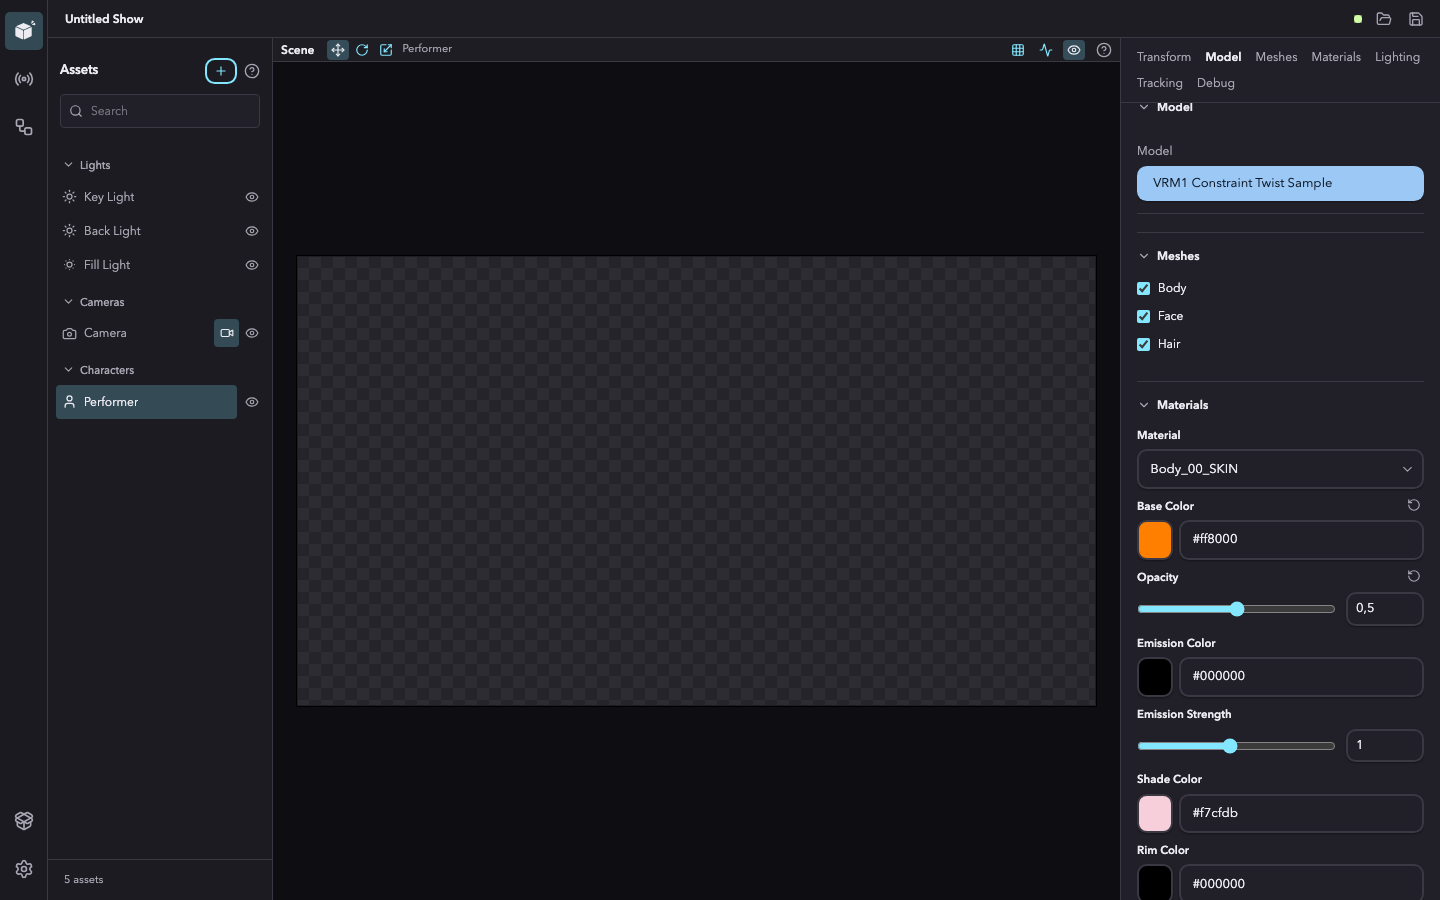 Untitled Show
Assets
Search
Lights
Key Light
Back Light
Fill Light
Cameras
Camera
Characters
Performer
5 assets
Scene
Performer
Transform
Model
Meshes
Materials
Lighting
Tracking
Debug
Model
Model
VRM1 Constraint Twist Sample
Meshes
Body
Face
Hair
Materials
Material
Body_00_SKIN
Base Color
#ff8000
Opacity
0,5
Emission Color
#000000
Emission Strength
1
Shade Color
#f7cfdb
Rim Color
#000000